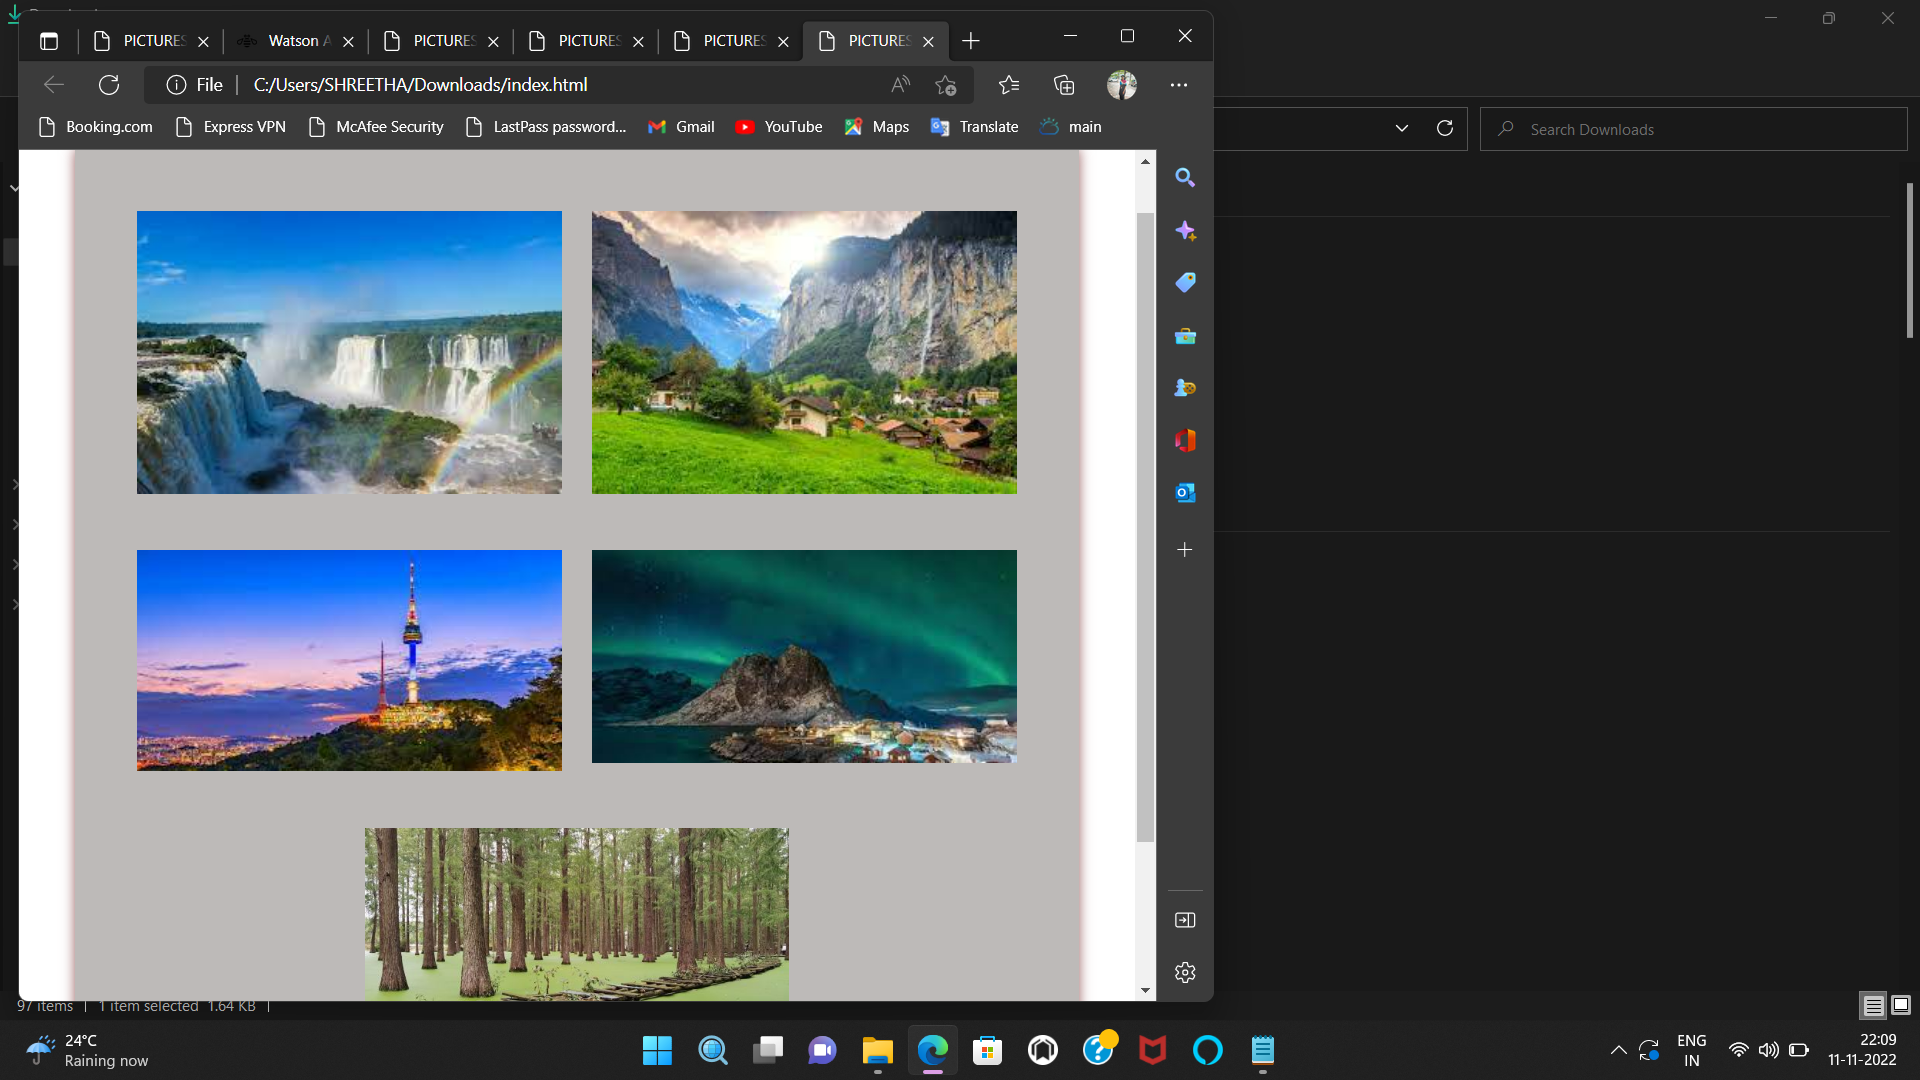 PICTURES
Watson A
PICTURES
PICTURES
PICTURES
PICTURES
File
C:/Users/SHREETHA/Downloads/index.html
Booking.com
Express VPN
McAfee Security
LastPass password...
Gmail
YouTube
Maps
Translate
main
Search Downloads
97 items
1 item selected 1.64 KB
24°C
Raining now
ENG
IN
22:09
11-11-2022